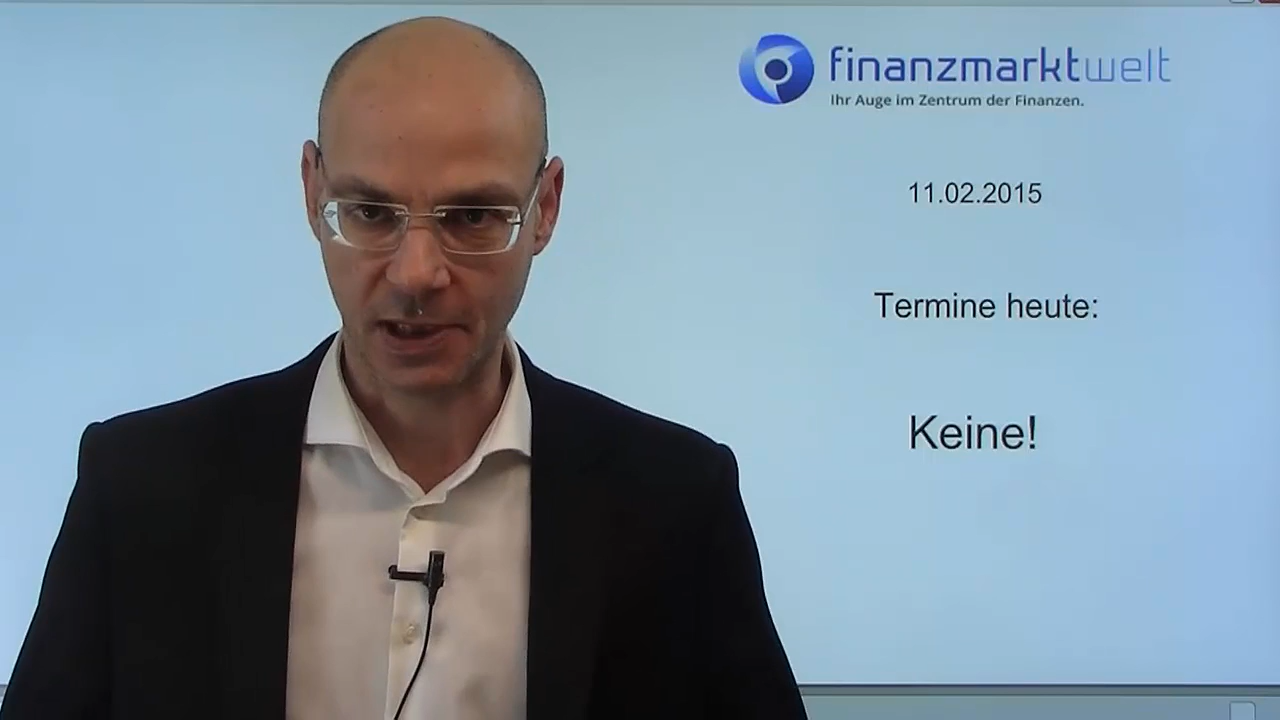 finanzmarktwelt
Ihr Auge im Zentrum der Finanzen.
11.02.2015
Termine heute:
Keine!